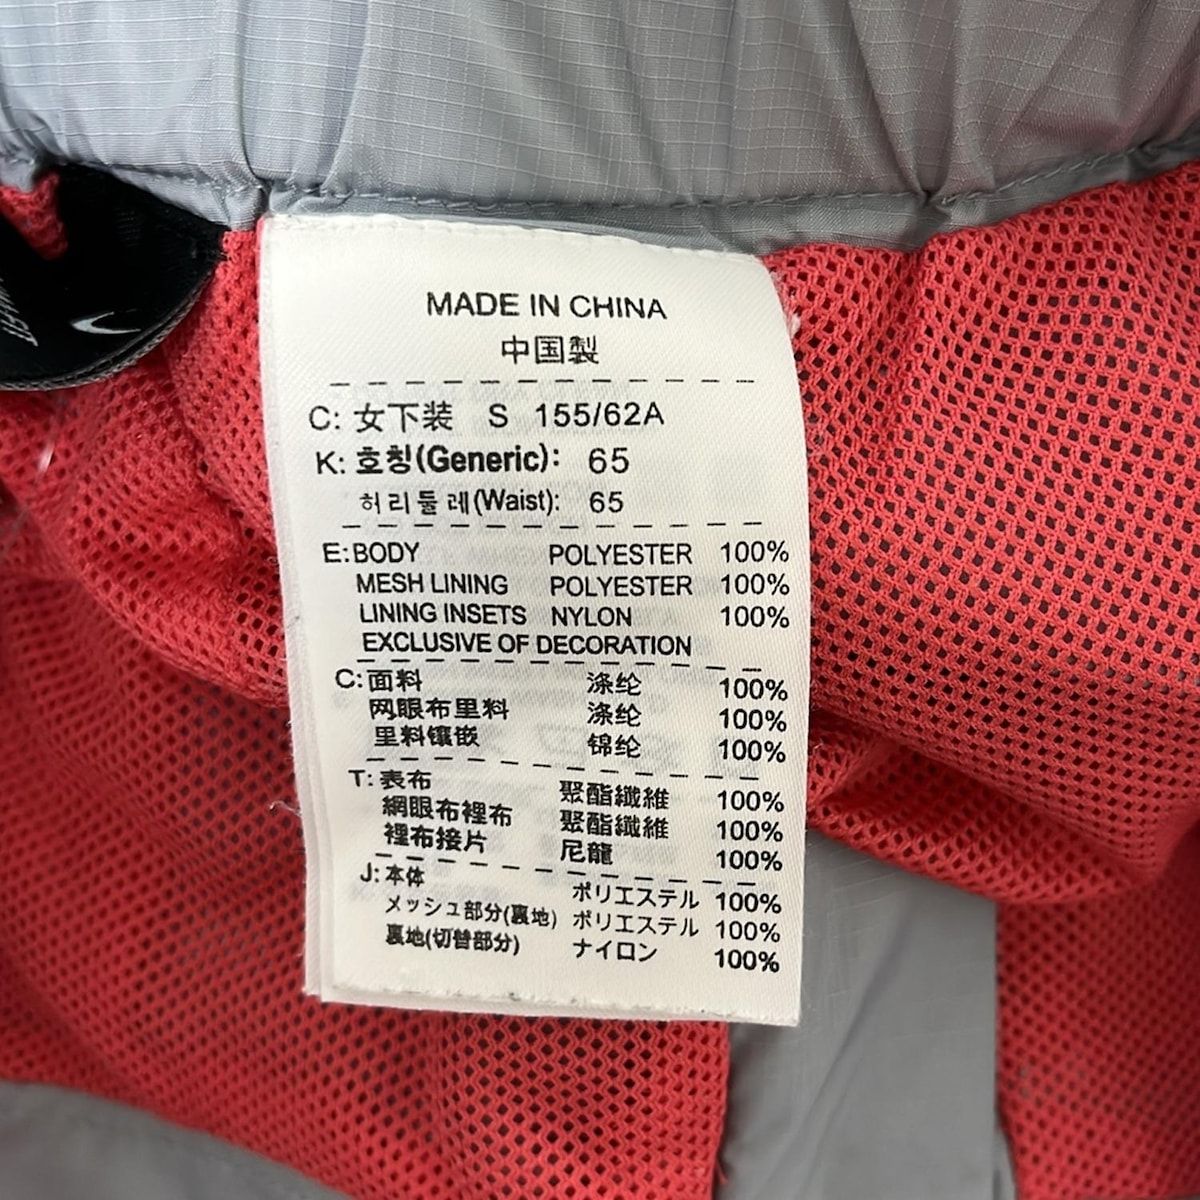 MADE IN CHINA
中国製
C: 女下装 S 155/62A
K: 호칭(Generic): 65
허리둘레(Waist): 65
E: BODY POLYESTER 100%
MESH LINING POLYESTER 100%
LINING INSETS NYLON 100%
EXCLUSIVE OF DECORATION
C: 面料 涤纶 100%
网眼布里料 涤纶 100%
里料镶嵌 锦纶 100%
T: 表布 聚酯纖維 100%
網眼布裡布 聚酯纖維 100%
裡布接片 尼龍 100%
J: 本体 ポリエステル 100%
メッシュ部分(裏地) ポリエステル 100%
裏地(切替部分) ナイロン 100%